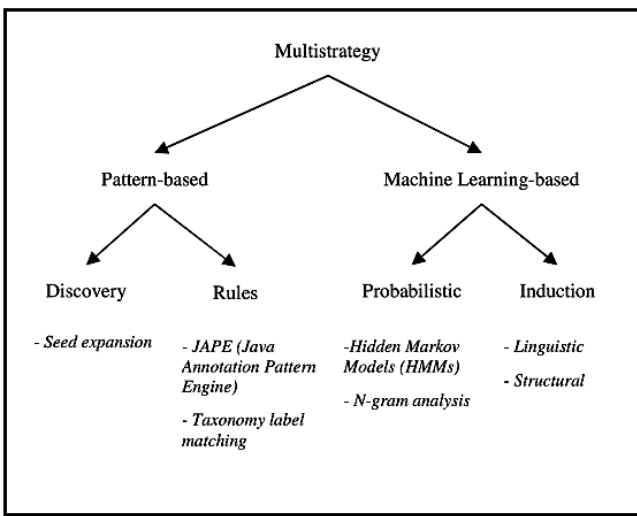 Multistrategy
Pattern-based
Machine Learning-based
Discovery
Rules
Probabilistic
Induction
- Seed expansion
- JAPE (Java
Annotation Pattern
Engine)
- Taxonomy label
matching
-Hidden Markov
Models (HMMs)
- N-gram analysis
- Linguistic
- Structural